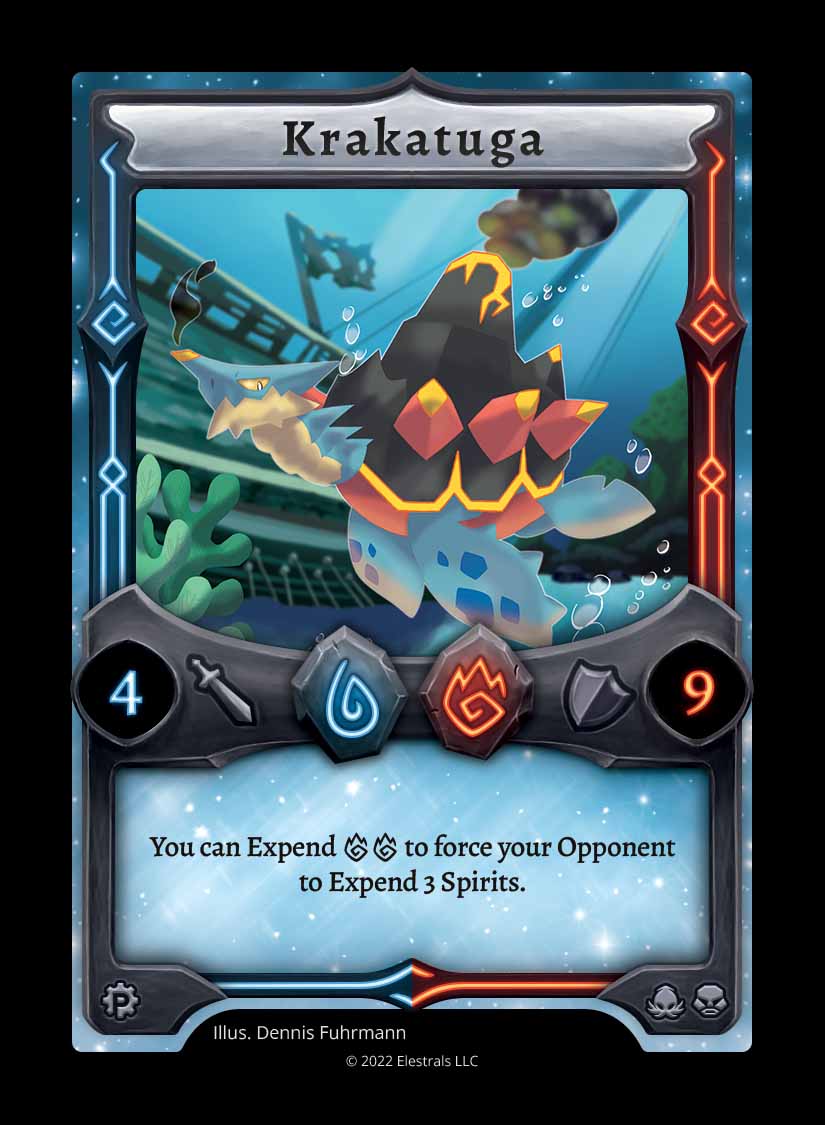 Krakatuga
4
9
You can Expend to force your Opponent
to Expend 3 Spirits.
P
Illus. Dennis Fuhrmann
© 2022 Elestrals LLC